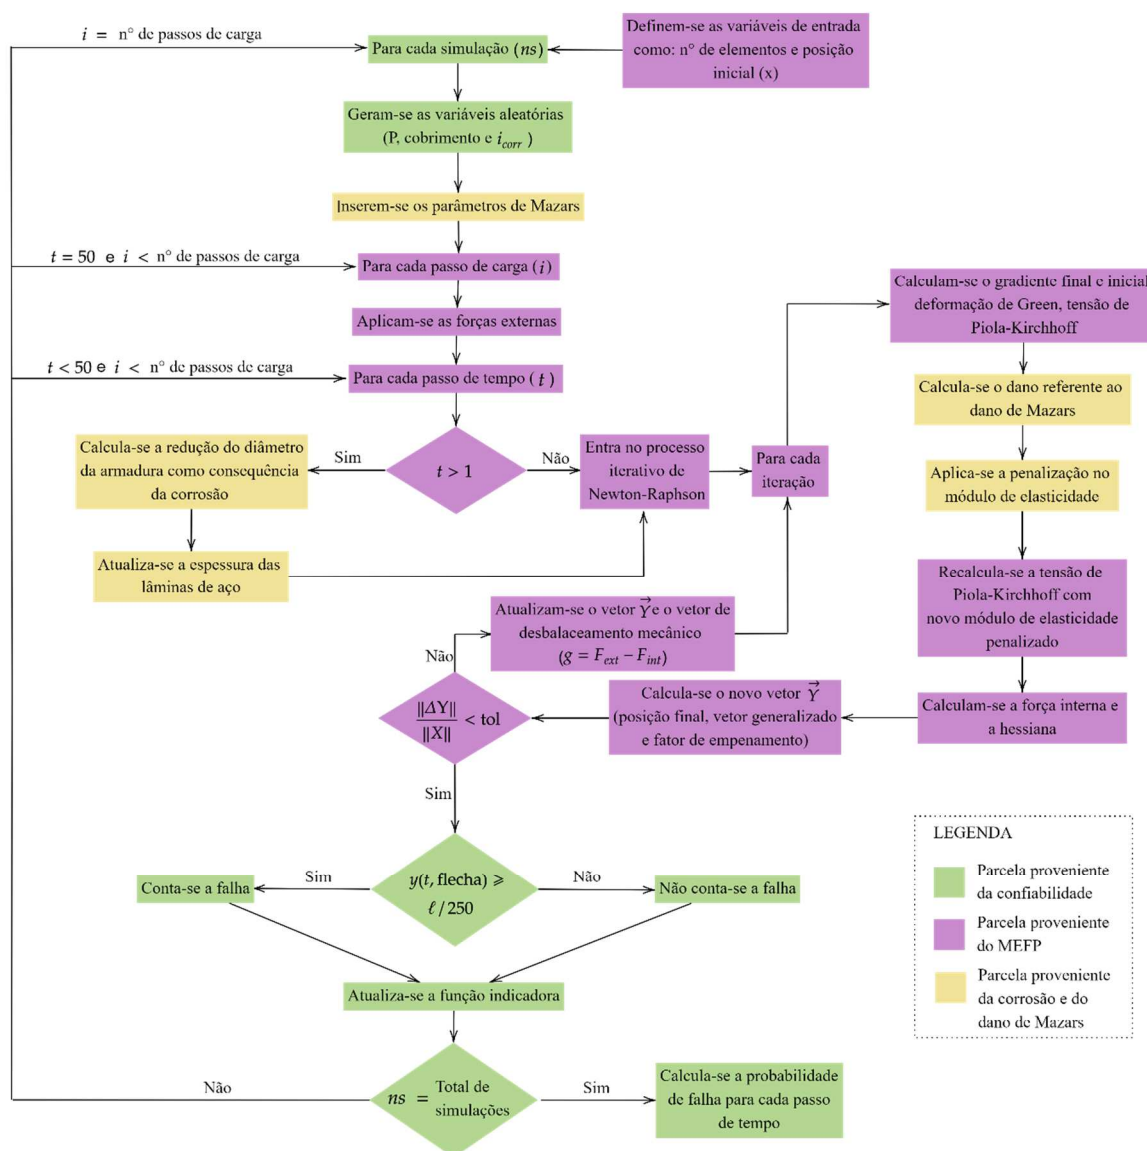 i = n° de passos de carga
Para cada simulação (ns)
Definem-se as variáveis de entrada
como: n° de elementos e posição
inicial (x)
Geram-se as variáveis aleatórias
(P, cobrimento e i_corr)
Inserem-se os parâmetros de Mazars
t = 50 e i < n° de passos de carga
Para cada passo de carga (i)
Aplicam-se as forças externas
t < 50 e i < n° de passos de carga
Para cada passo de tempo (t)
t > 1
Sim
Não
Calcula-se a redução do diâmetro
da armadura como consequência
da corrosão
Atualiza-se a espessura das
lâminas de aço
Entra no processo
iterativo de
Newton-Raphson
Para cada
iteração
Calculam-se o gradiente final e inicial
deformação de Green, tensão de
Piola-Kirchhoff
Calcula-se o dano referente ao
dano de Mazars
Aplica-se a penalização no
módulo de elasticidade
Recalcula-se a tensão de
Piola-Kirchhoff com
novo módulo de elasticidade
penalizado
Calculam-se a força interna e
a hessiana
Calcula-se o novo vetor Y⃗
(posição final, vetor generalizado
e fator de empenamento)
‖ΔY‖
‖X‖ < tol
Não
Atualizam-se o vetor Y⃗ e o vetor de
desbalaceamento mecânico
(g = F_ext − F_int)
Sim
y(t, flecha) ⩾
ℓ/250
Sim
Conta-se a falha
Não
Não conta-se a falha
Atualiza-se a função indicadora
ns = Total de
simulações
Não
Sim
Calcula-se a probabilidade
de falha para cada passo
de tempo
LEGENDA
Parcela proveniente
da confiabilidade
Parcela proveniente
do MEFP
Parcela proveniente
da corrosão e do
dano de Mazars